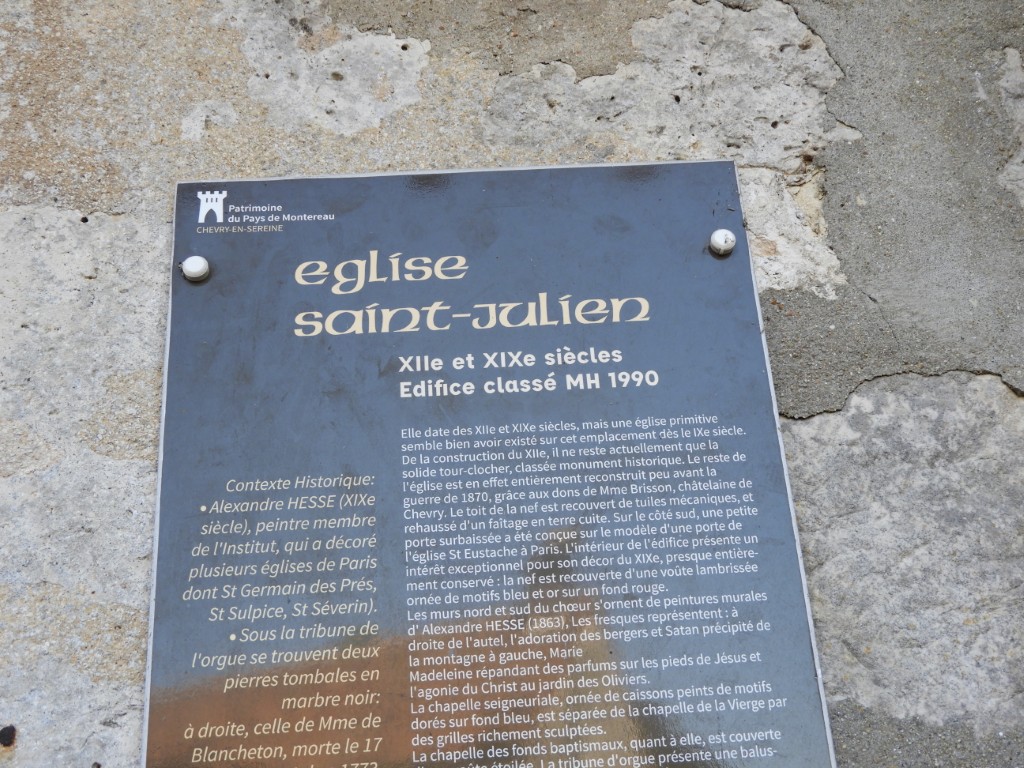 Patrimoine
du Pays de Montereau
CHEVRY-EN-SEREINE
eglise
saint-julien
XIIe et XIXe siècles
Edifice classé MH 1990
Contexte Historique:
• Alexandre HESSE (XIXe
siècle), peintre membre
de l'Institut, qui a décoré
plusieurs églises de Paris
dont St Germain des Prés,
St Sulpice, St Séverin).
• Sous la tribune de
l'orgue se trouvent deux
pierres tombales en
marbre noir:
à droite, celle de Mme de
Blancheton, morte le 17
1773
Elle date des XIIe et XIXe siècles, mais une église primitive
semble bien avoir existé sur cet emplacement dès le IXe siècle.
De la construction du XIIe, il ne reste actuellement que la
solide tour-clocher, classée monument historique. Le reste de
l'église est en effet entièrement reconstruit peu avant la
guerre de 1870, grâce aux dons de Mme Brisson, châtelaine de
Chevry. Le toit de la nef est recouvert de tuiles mécaniques, et
rehaussé d'un faîtage en terre cuite. Sur le côté sud, une petite
porte surbaissée a été conçue sur le modèle d'une porte de
l'église St Eustache à Paris. L'intérieur de l'édifice présente un
intérêt exceptionnel pour son décor du XIXe, presque entière-
ment conservé : la nef est recouverte d'une voûte lambrissée
ornée de motifs bleu et or sur un fond rouge.
Les murs nord et sud du chœur s'ornent de peintures murales
d' Alexandre HESSE (1863), Les fresques représentent : à
droite de l'autel, l'adoration des bergers et Satan précipité de
la montagne à gauche, Marie
Madeleine répandant des parfums sur les pieds de Jésus et
l'agonie du Christ au jardin des Oliviers.
La chapelle seigneuriale, ornée de caissons peints de motifs
dorés sur fond bleu, est séparée de la chapelle de la Vierge par
des grilles richement sculptées.
La chapelle des fonds baptismaux, quant à elle, est couverte
voûte étoilée. La tribune d'orgue présente une balus-